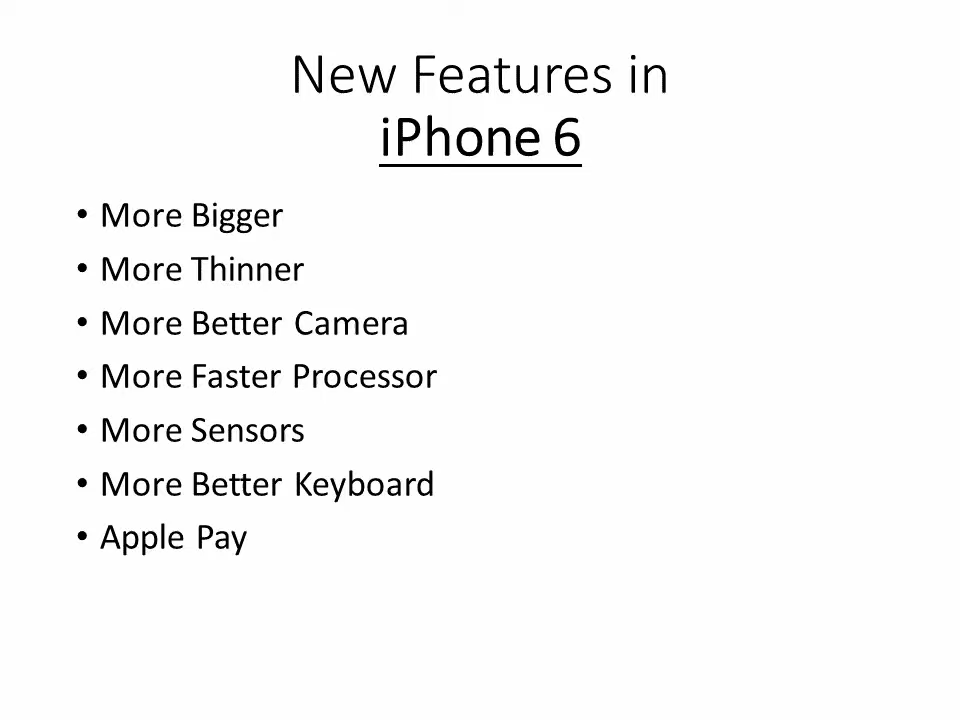 New Features in
iPhone 6
• More Bigger
• More Thinner
• More Better Camera
• More Faster Processor
• More Sensors
• More Better Keyboard
• Apple Pay